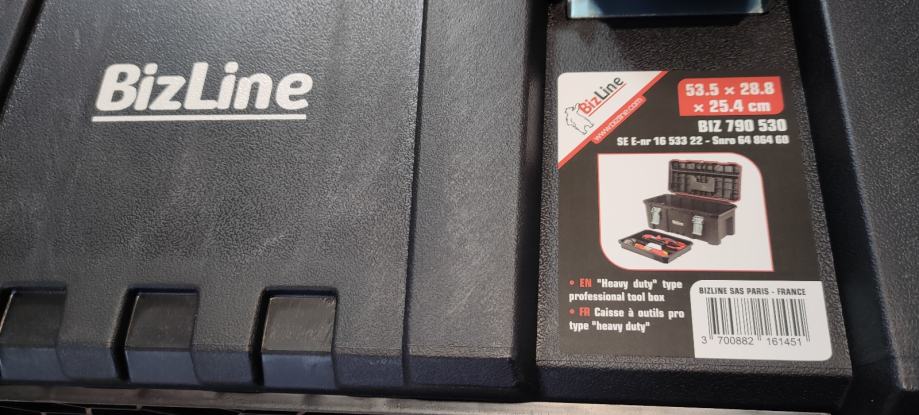 BizLine
BizLine
www.bizline.com
53.5 × 28.8
× 25.4 cm
BIZ 790 530
SE E-nr 16 533 22 - Snro 64 864 60
• EN "Heavy duty" type
professional tool box
• FR Caisse à outils pro
type "heavy duty"
BIZLINE SAS PARIS - FRANCE
3 700882 161451